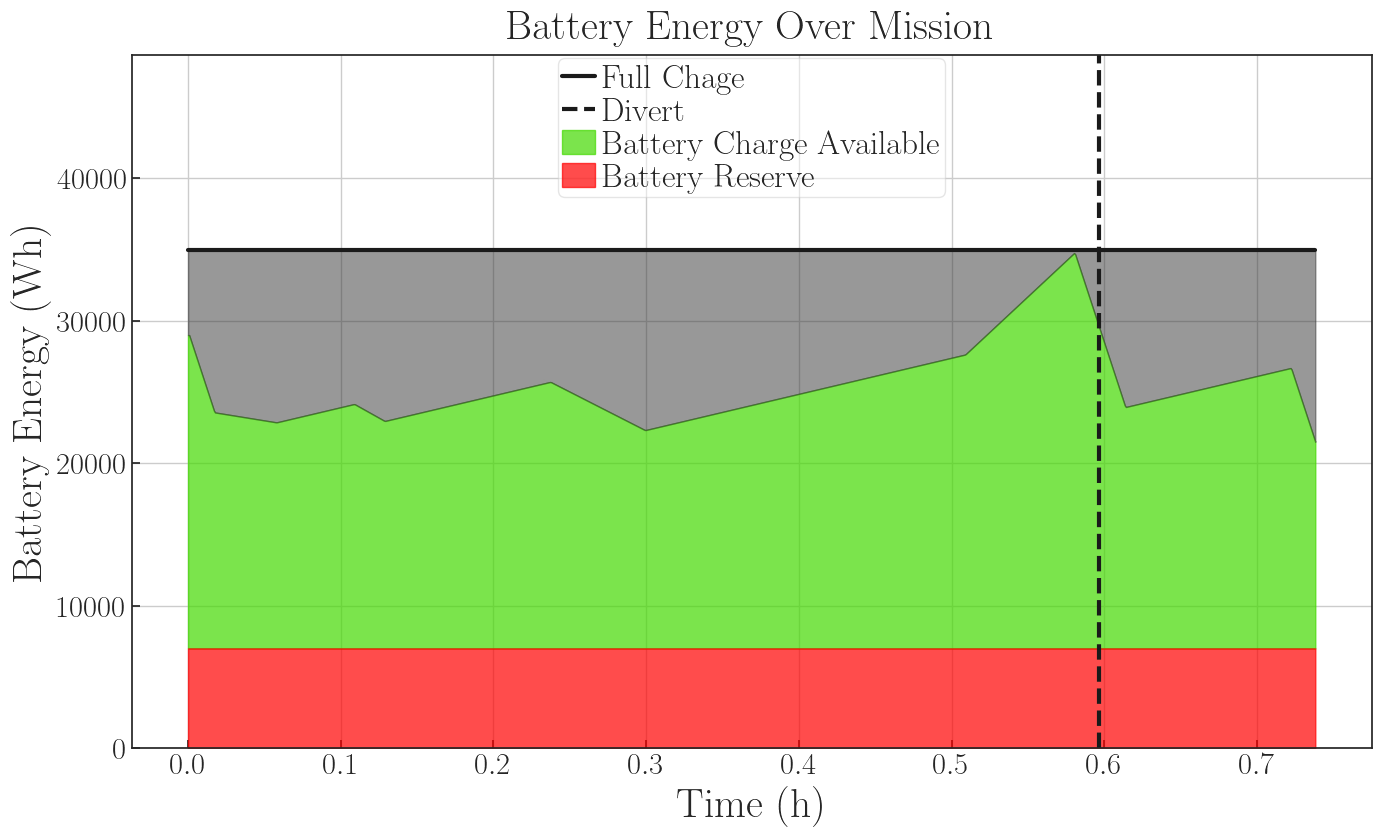 Battery Energy Over Mission
Full Chage
Divert
Battery Charge Available
Battery Reserve
Battery Energy (Wh)
40000
30000
20000
10000
0
0.0 0.1 0.2 0.3 0.4 0.5 0.6 0.7
Time (h)